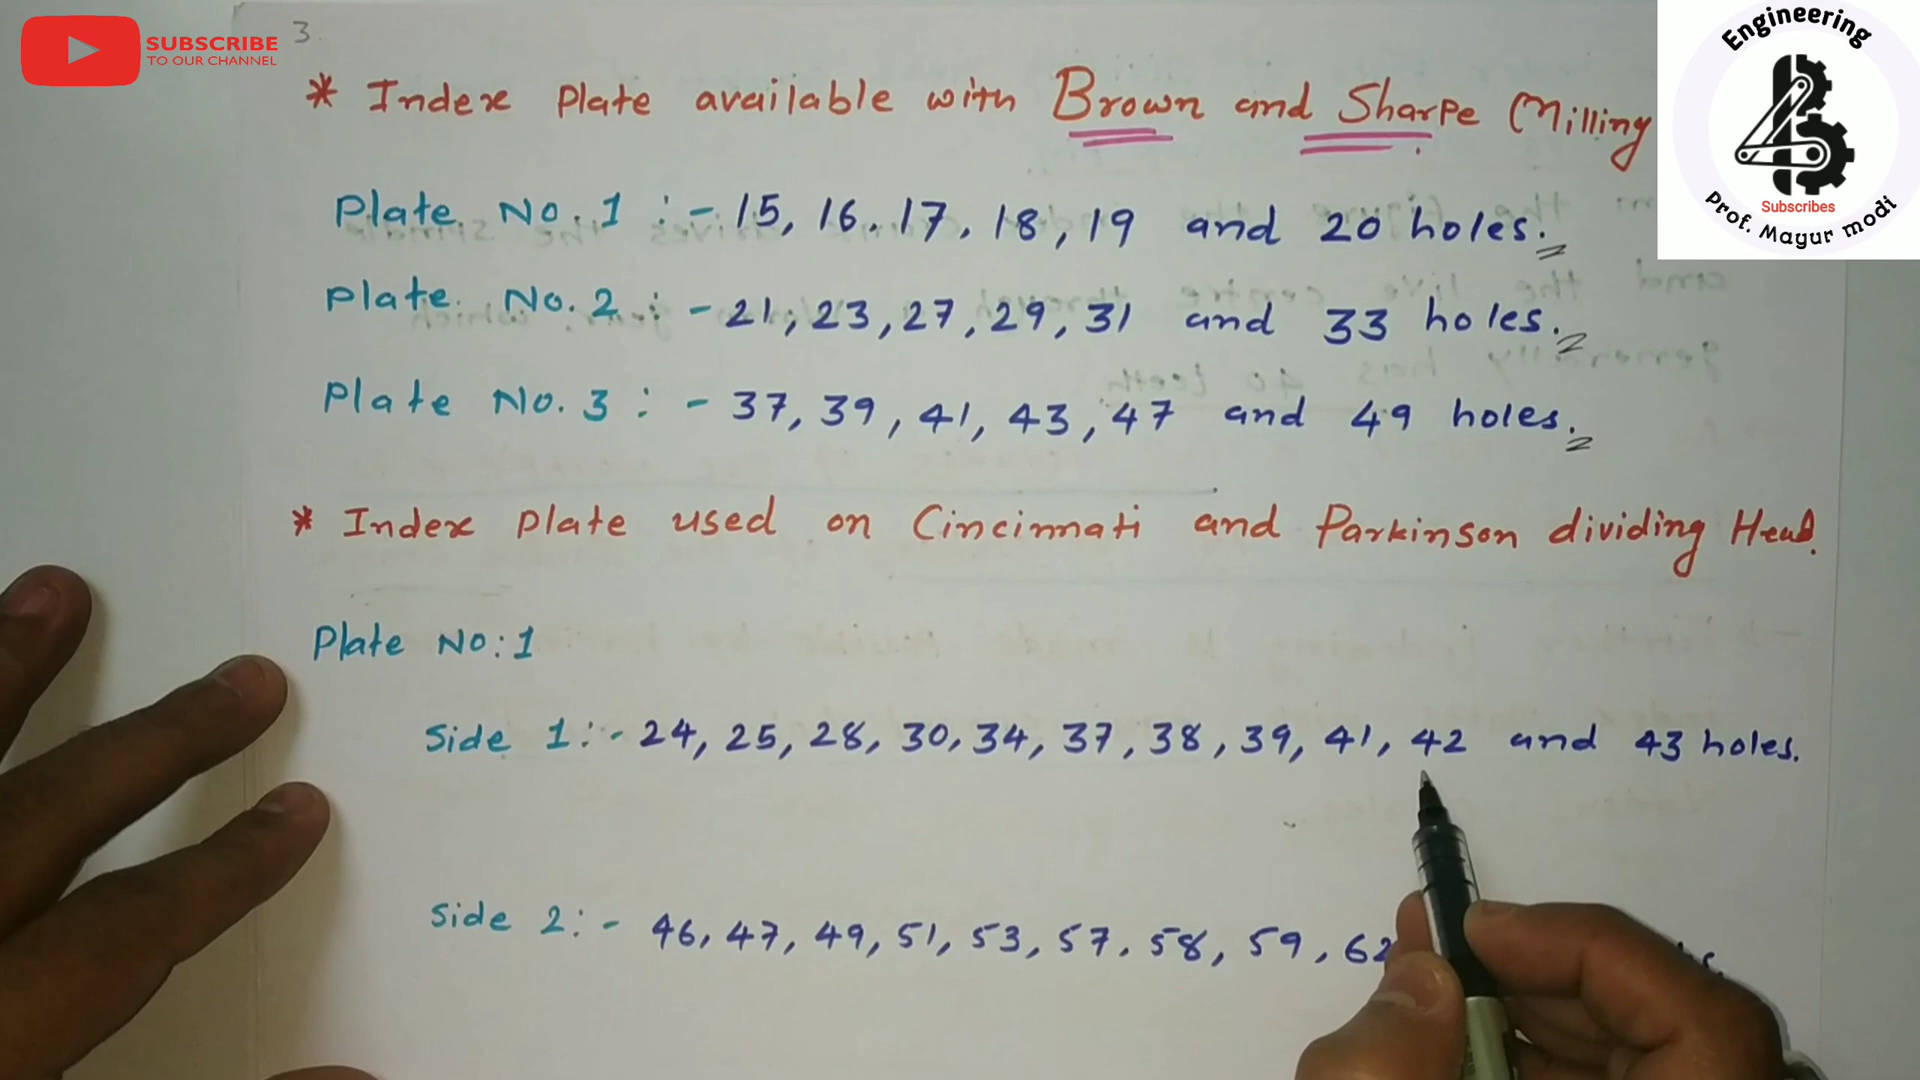 SUBSCRIBE
TO OUR CHANNEL
3
* Index Plate available with Brown and Sharpe Milling
Plate No. 1 :- 15, 16, 17, 18, 19 and 20 holes.
Plate No. 2 :- 21, 23, 27, 29, 31 and 33 holes.
Plate No. 3 :- 37, 39, 41, 43, 47 and 49 holes.
* Index Plate used on Cincinnati and Parkinson dividing Head.
Plate No: 1
Side 1:- 24, 25, 28, 30, 34, 37, 38, 39, 41, 42 and 43 holes.
Side 2:- 46, 47, 49, 51, 53, 57, 58, 59, 62
Engineering
Subscribes
Prof. Mayur modi